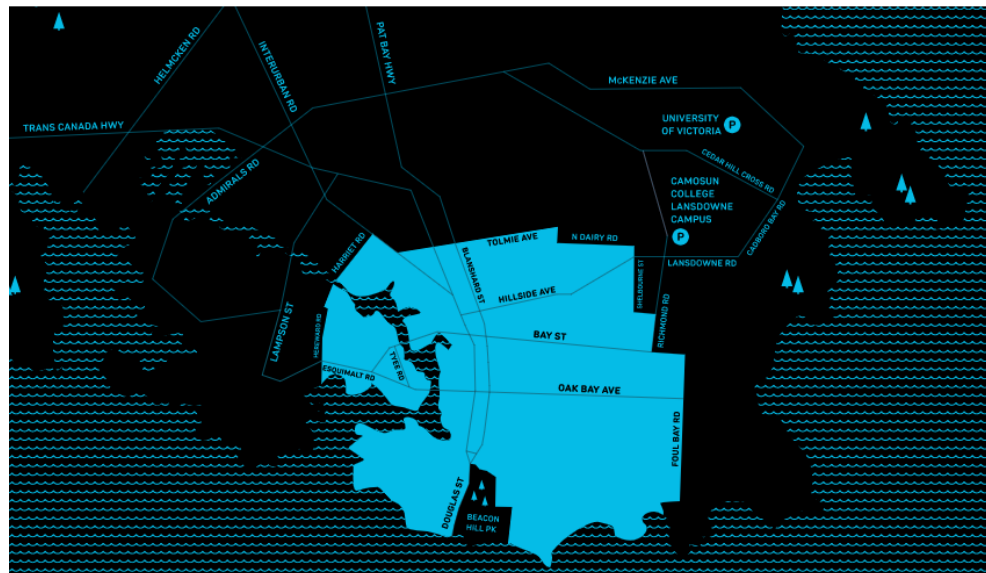 HELMCKEN RD
INTERURBAN RD
PAT BAY HWY
McKENZIE AVE
TRANS CANADA HWY
UNIVERSITY
OF VICTORIA
P
ADMIRALS RD
CEDAR HILL CROSS RD
CAMOSUN
COLLEGE
LANSDOWNE
CAMPUS
P
CADBORO BAY RD
HARRIET RD
TOLMIE AVE
N DAIRY RD
BLANSHARD ST
LANSDOWNE RD
SHELBOURNE ST
HILLSIDE AVE
LAMPSON ST
HEREWARD RD
RICHMOND RD
BAY ST
TYEE RD
ESQUIMALT RD
OAK BAY AVE
FOUL BAY RD
DOUGLAS ST
BEACON
HILL PK